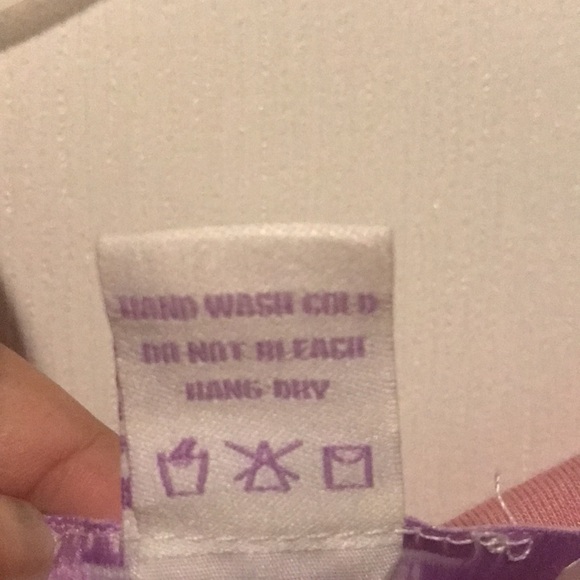 HAND WASH COLD
DO NOT BLEACH
HANG DRY